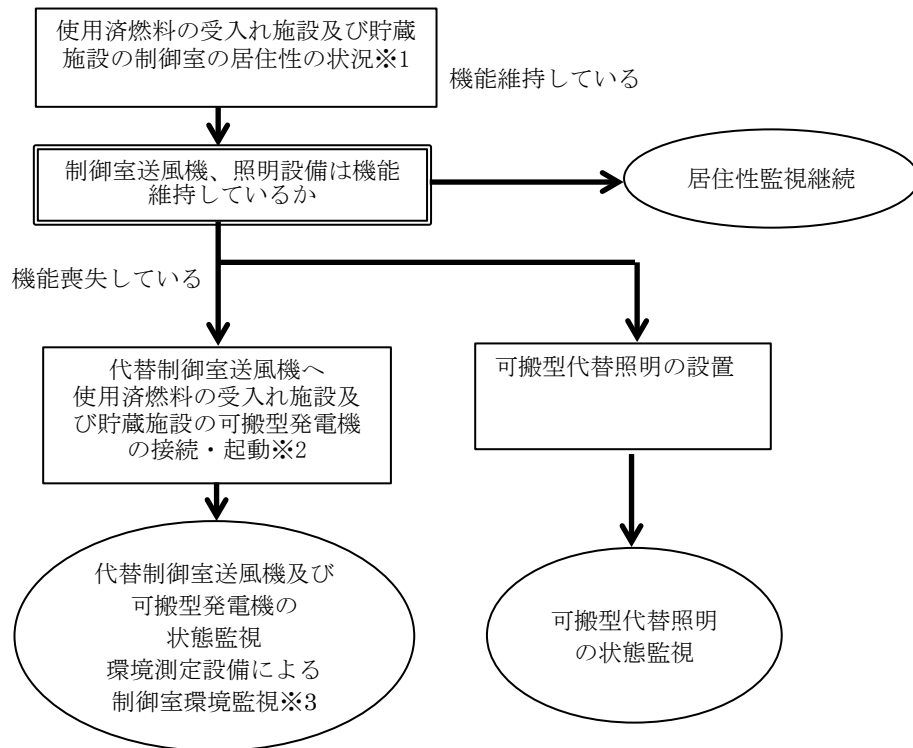 使用済燃料の受入れ施設及び貯蔵
施設の制御室の居住性の状況※1
機能維持している
制御室送風機、照明設備は機能
維持しているか
居住性監視継続
機能喪失している
代替制御室送風機へ
使用済燃料の受入れ施設及
び貯蔵施設の可搬型発電機
の接続・起動※2
可搬型代替照明の設置
代替制御室送風機及び
可搬型発電機の
状態監視
環境測定設備による
制御室環境監視※3
可搬型代替照明
の状態監視